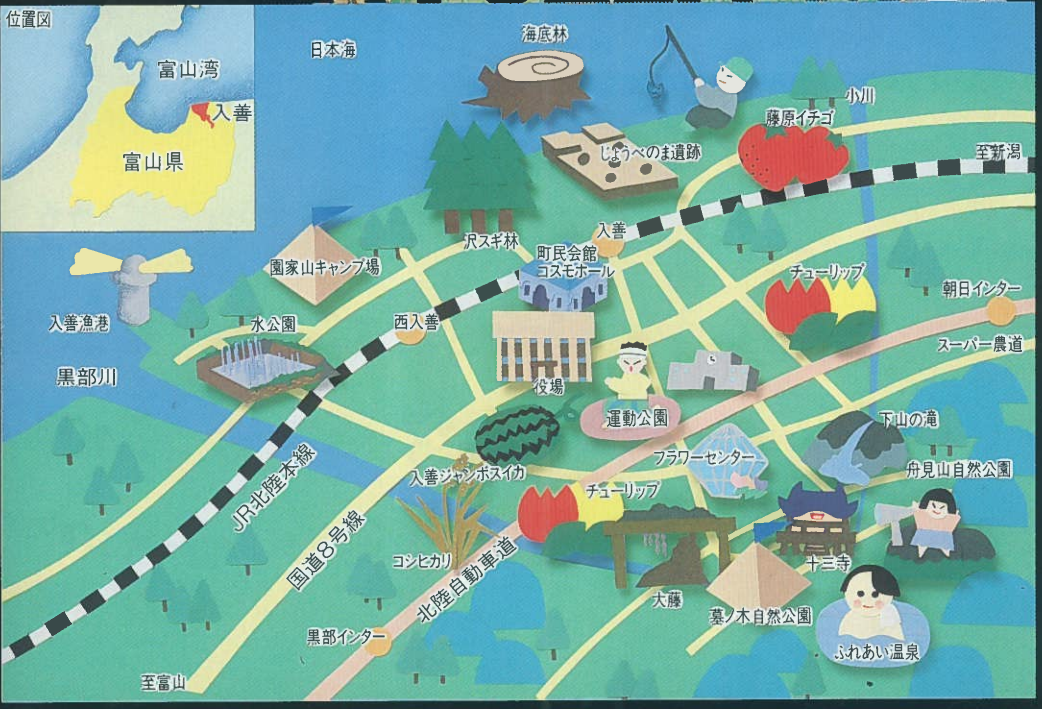 位置図
富山湾
入善
富山県
日本海
海底林
小川
藤原イチゴ
じょうべのま遺跡
至新潟
入善
沢スギ林
町民会館
コスモホール
園家山キャンプ場
チューリップ
朝日インター
入善漁港
水公園
西入善
スーパー農道
黒部川
役場
運動公園
下山の滝
フラワーセンター
舟見山自然公園
入善ジャンボスイカ
チューリップ
JR北陸本線
国道8号線
コシヒカリ
北陸自動車道
十三寺
大藤
墓ノ木自然公園
黒部インター
ふれあい温泉
至富山